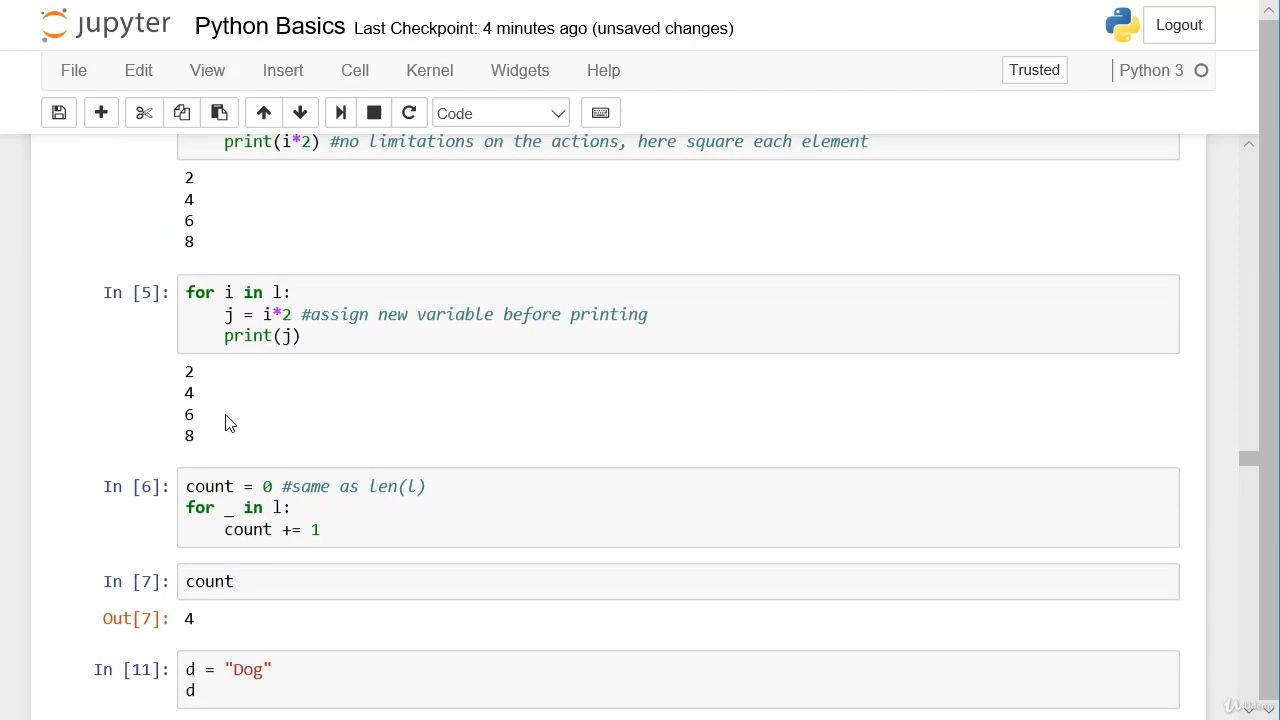 jupyter Python Basics Last Checkpoint: 4 minutes ago (unsaved changes) Logout
File Edit View Insert Cell Kernel Widgets Help Trusted Python 3
Code
print(i*2) #no limitations on the actions, here square each element
2
4
6
8
In [5]: for i in l:
j = i*2 #assign new variable before printing
print(j)
2
4
6
8
In [6]: count = 0 #same as len(l)
for _ in l:
count += 1
In [7]: count
Out[7]: 4
In [11]: d = "Dog"
d
Udemy